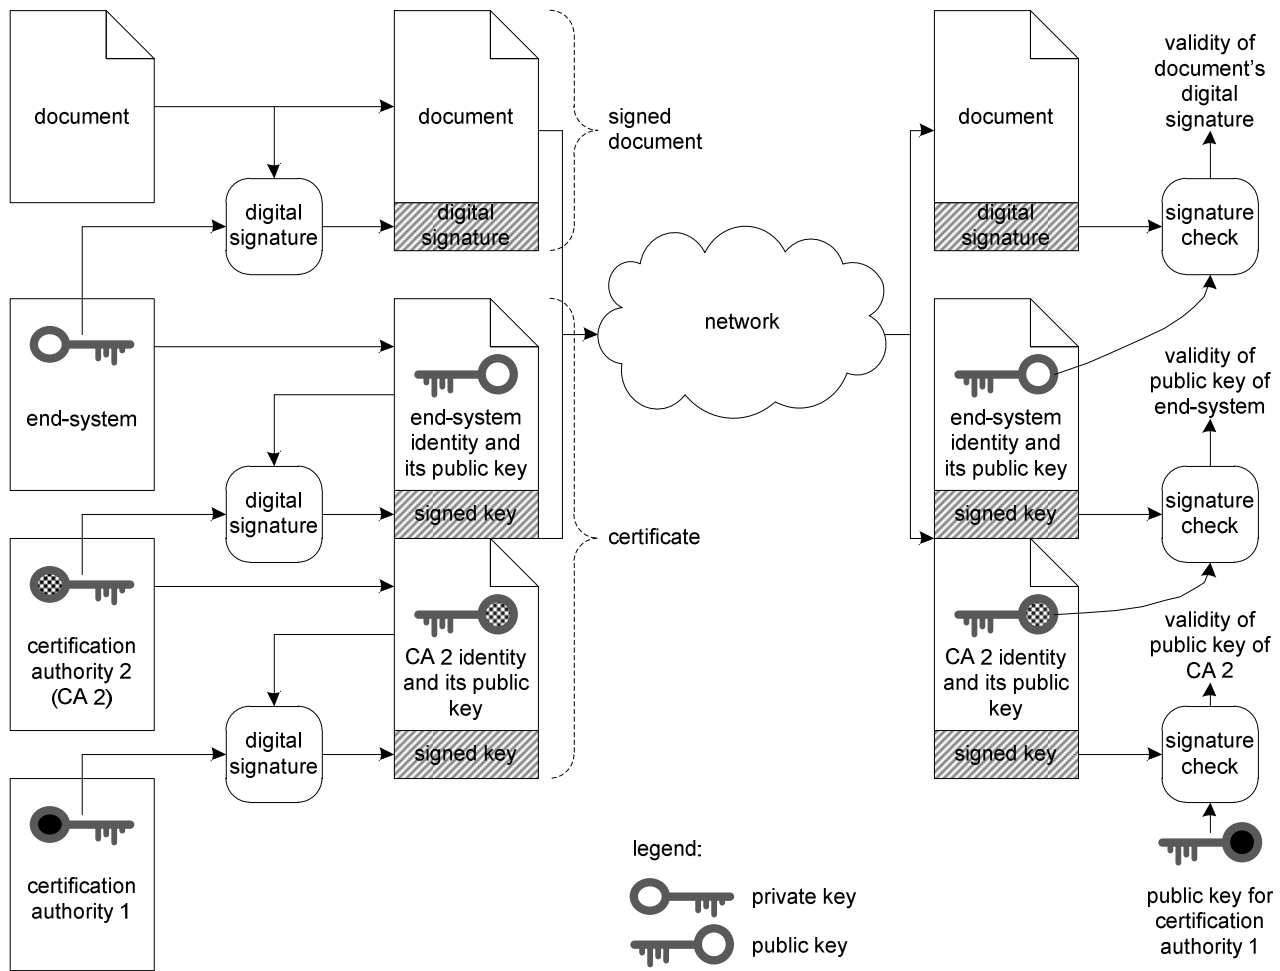 document
digital
signature
end-system
digital
signature
certification
authority 2
(CA 2)
digital
signature
certification
authority 1
document
digital
signature
signed
document
end-system
identity and
its public key
signed key
certificate
CA 2 identity
and its public
key
signed key
network
document
digital
signature
end-system
identity and
its public key
signed key
CA 2 identity
and its public
key
signed key
validity of
document's
digital
signature
signature
check
validity of
public key of
end-system
signature
check
validity of
public key of
CA 2
signature
check
public key for
certification
authority 1
legend:
private key
public key